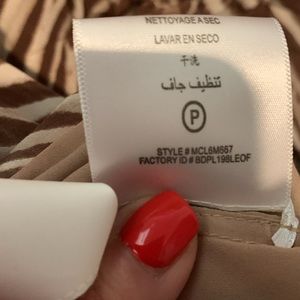 NETTOYAGE A SEC
LAVAR EN SECO
干洗
تنظيف جاف
P
STYLE # MCL6M667
FACTORY ID # BDPL198LEOF